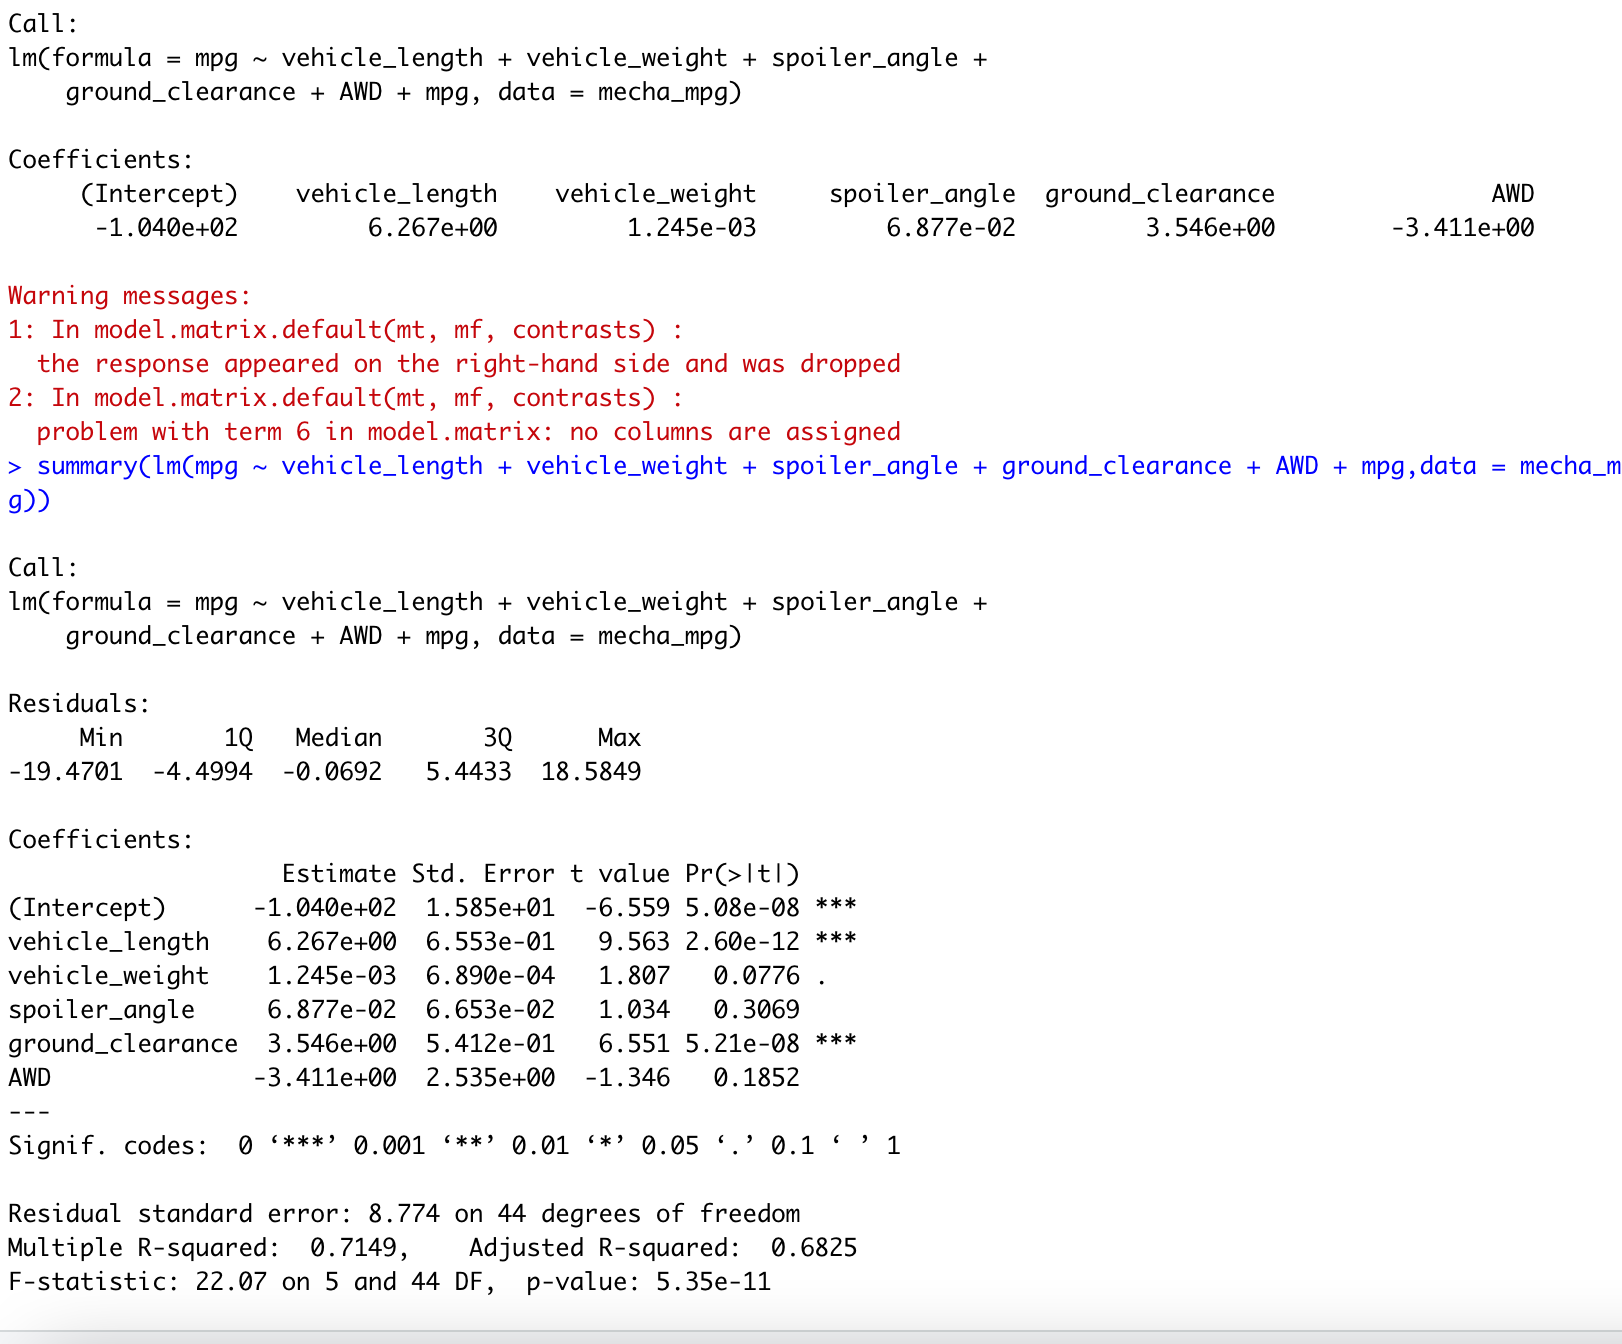 Call:
lm(formula = mpg ~ vehicle_length + vehicle_weight + spoiler_angle +
    ground_clearance + AWD + mpg, data = mecha_mpg)

Coefficients:
     (Intercept)    vehicle_length    vehicle_weight     spoiler_angle  ground_clearance               AWD
      -1.040e+02         6.267e+00         1.245e-03         6.877e-02         3.546e+00        -3.411e+00

Warning messages:
1: In model.matrix.default(mt, mf, contrasts) :
  the response appeared on the right-hand side and was dropped
2: In model.matrix.default(mt, mf, contrasts) :
  problem with term 6 in model.matrix: no columns are assigned
> summary(lm(mpg ~ vehicle_length + vehicle_weight + spoiler_angle + ground_clearance + AWD + mpg,data = mecha_m
g))

Call:
lm(formula = mpg ~ vehicle_length + vehicle_weight + spoiler_angle +
    ground_clearance + AWD + mpg, data = mecha_mpg)

Residuals:
     Min       1Q   Median       3Q      Max
-19.4701  -4.4994  -0.0692   5.4433  18.5849

Coefficients:
                   Estimate Std. Error t value Pr(>|t|)
(Intercept)      -1.040e+02  1.585e+01  -6.559 5.08e-08 ***
vehicle_length    6.267e+00  6.553e-01   9.563 2.60e-12 ***
vehicle_weight    1.245e-03  6.890e-04   1.807   0.0776 .
spoiler_angle     6.877e-02  6.653e-02   1.034   0.3069
ground_clearance  3.546e+00  5.412e-01   6.551 5.21e-08 ***
AWD              -3.411e+00  2.535e+00  -1.346   0.1852
---
Signif. codes:  0 ‘***’ 0.001 ‘**’ 0.01 ‘*’ 0.05 ‘.’ 0.1 ‘ ’ 1

Residual standard error: 8.774 on 44 degrees of freedom
Multiple R-squared:  0.7149,    Adjusted R-squared:  0.6825
F-statistic: 22.07 on 5 and 44 DF,  p-value: 5.35e-11